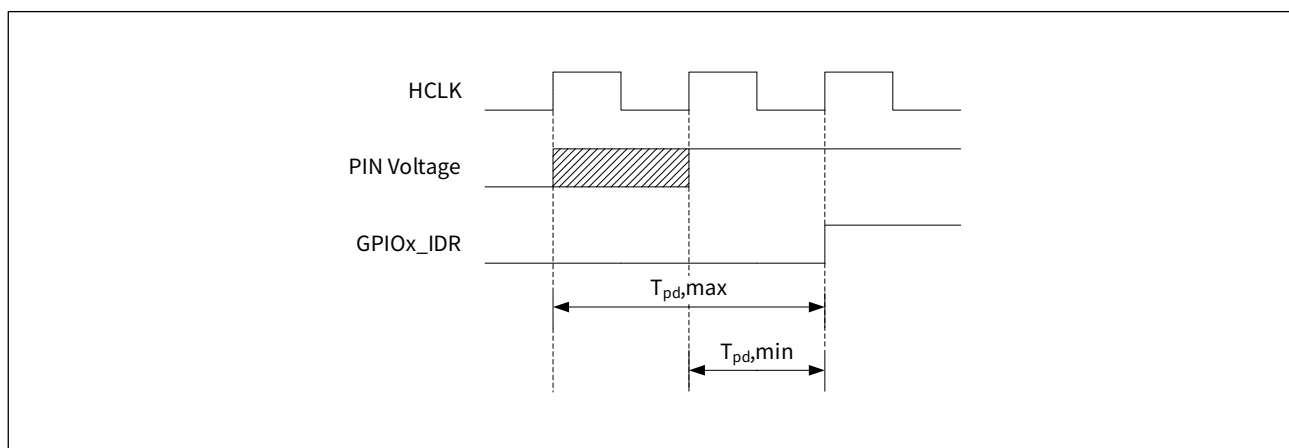 HCLK
PIN Voltage
GPIOx_IDR
Tpd,max
Tpd,min